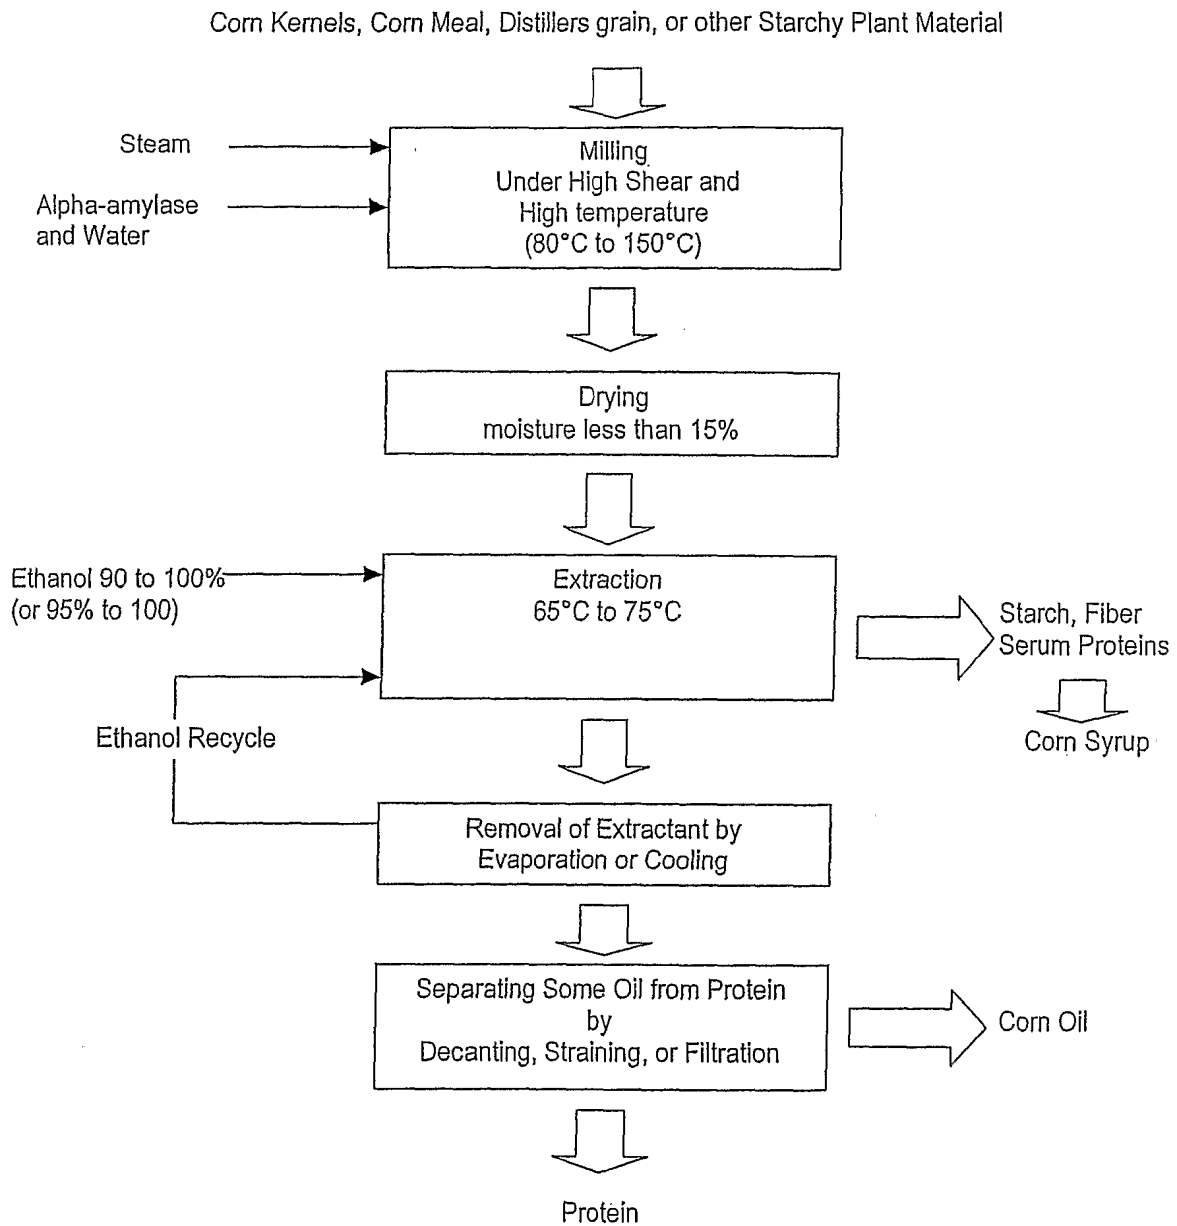 Corn Kernels, Corn Meal, Distillers grain, or other Starchy Plant Material
Steam
Alpha-amylase
and Water
Milling
Under High Shear and
High temperature
(80°C to 150°C)
Drying
moisture less than 15%
Ethanol 90 to 100%
(or 95% to 100)
Extraction
65°C to 75°C
Starch, Fiber
Serum Proteins
Corn Syrup
Ethanol Recycle
Removal of Extractant by
Evaporation or Cooling
Separating Some Oil from Protein
by
Decanting, Straining, or Filtration
Corn Oil
Protein